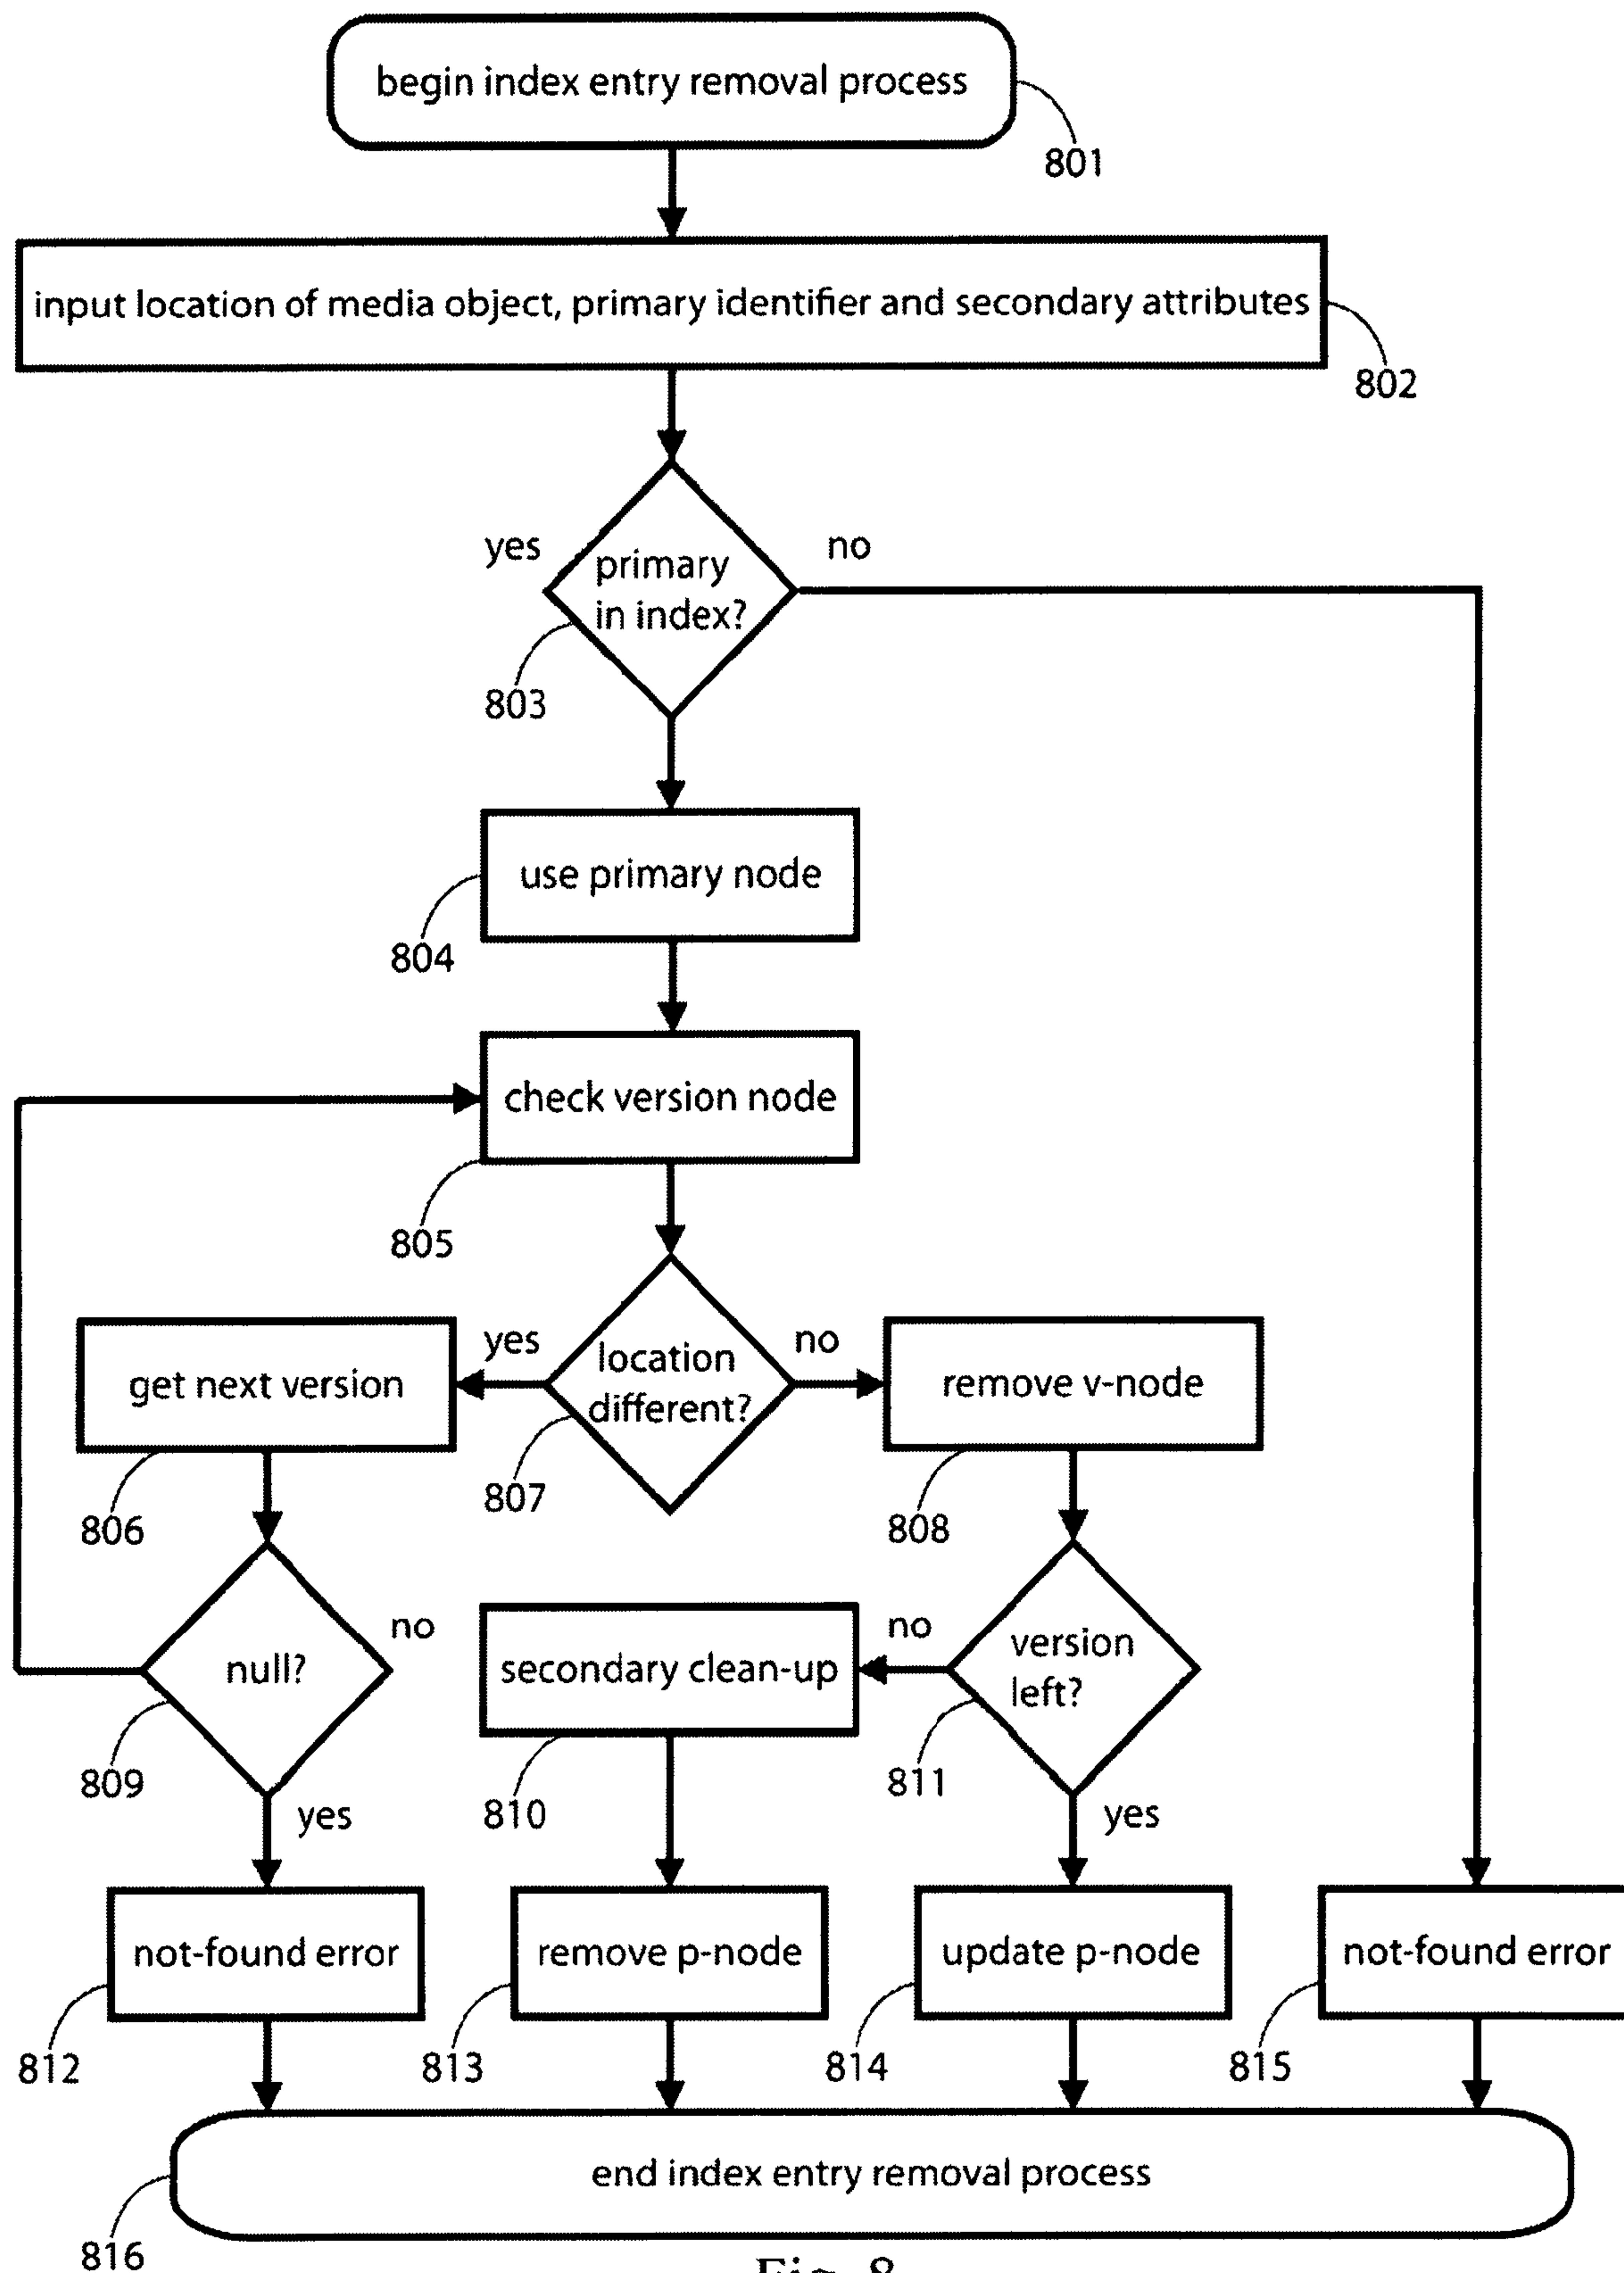 begin index entry removal process
801
input location of media object, primary identifier and secondary attributes
802
yes
no
primary
in index?
803
use primary node
804
check version node
805
get next version
yes
location
different?
no
remove v-node
806
807
808
null?
no
secondary clean-up
no
version
left?
809
yes
810
811
yes
not-found error
remove p-node
update p-node
not-found error
812
813
814
815
end index entry removal process
816
Fig. 8